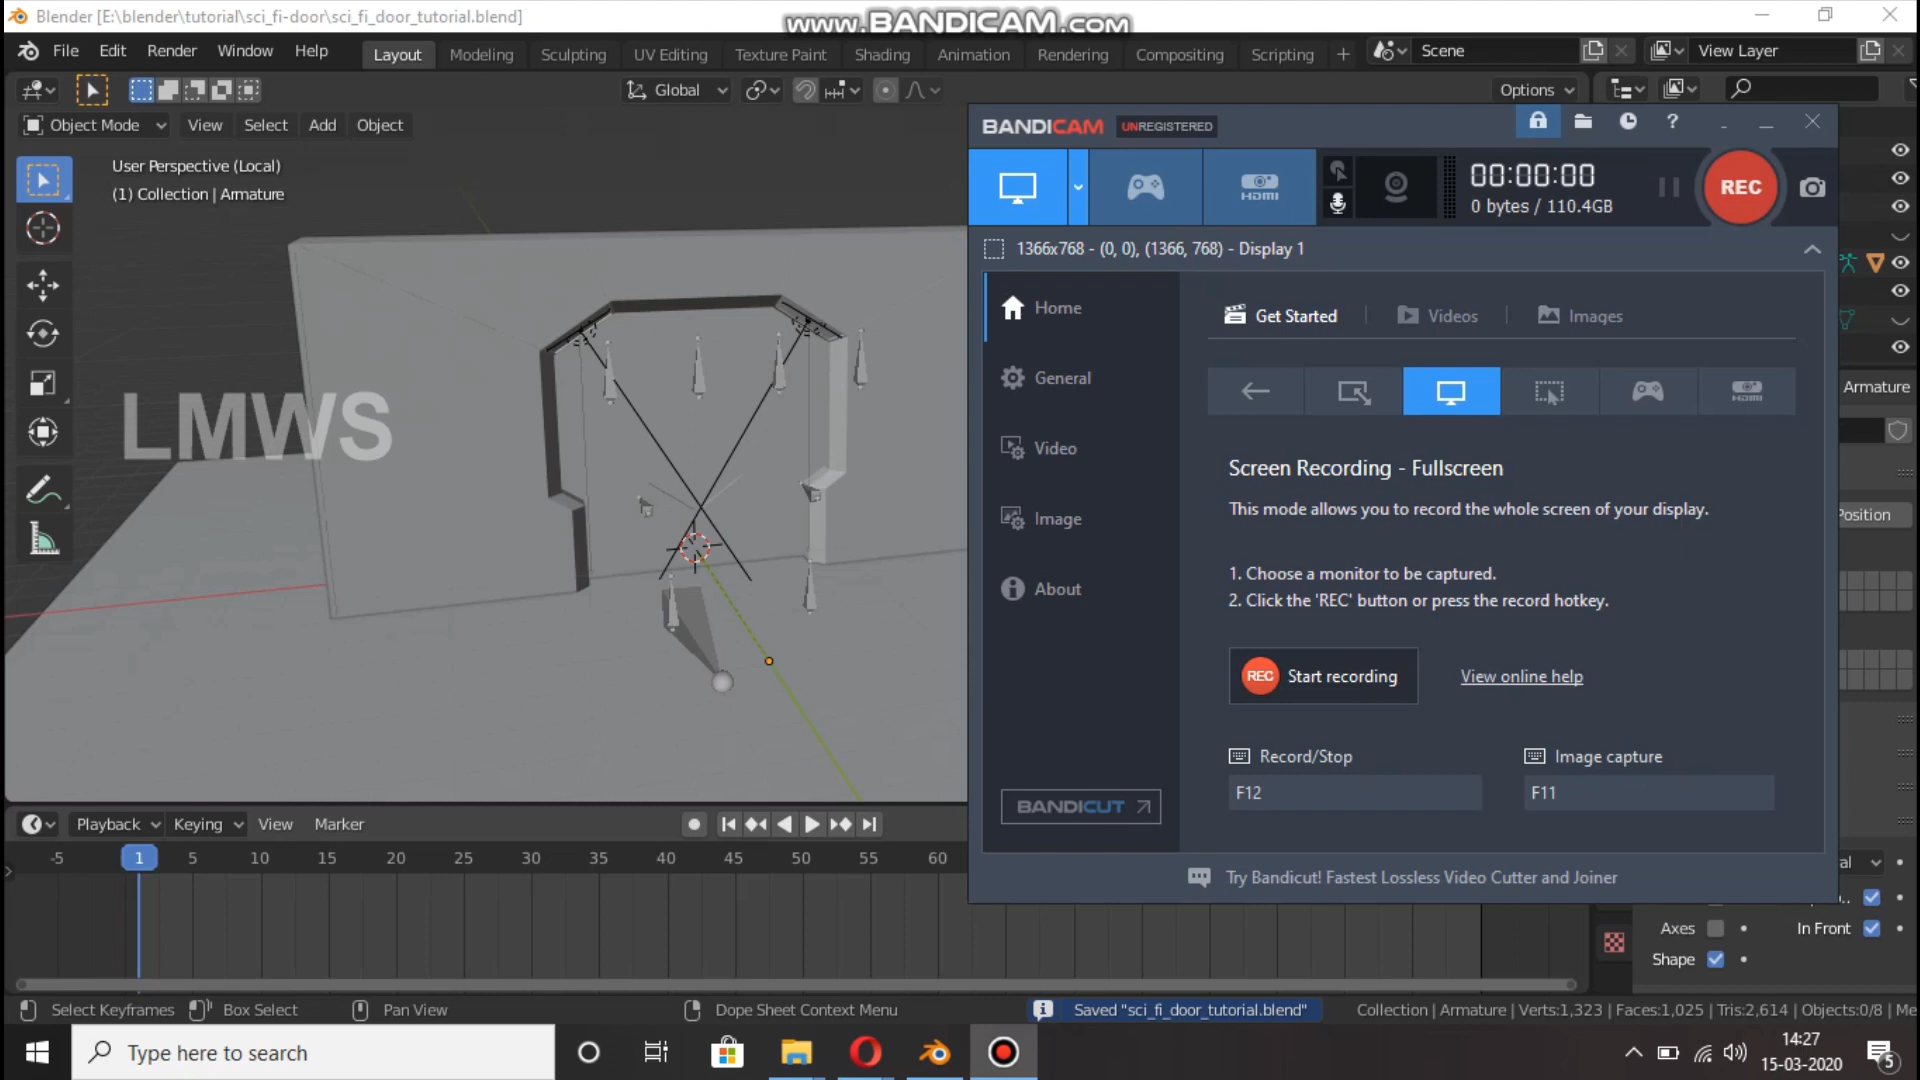 Blender [E:\blender\tutorial\sci_fi-door\sci_fi_door_tutorial.blend]
www.BANDICAM.com
File Edit Render Window Help
Layout Modeling Sculpting UV Editing Texture Paint Shading Animation Rendering Compositing Scripting +
Scene
View Layer
Global
Options
Object Mode View Select Add Object
User Perspective (Local)
(1) Collection | Armature
LMWS
BANDICAM UNREGISTERED
?
HDMI
00:00:00
0 bytes / 110.4GB
REC
1366x768 - (0, 0), (1366, 768) - Display 1
Home
General
Video
Image
About
BANDICUT
Get Started Videos Images
HDMI
Screen Recording - Fullscreen
This mode allows you to record the whole screen of your display.
1. Choose a monitor to be captured.
2. Click the 'REC' button or press the record hotkey.
REC Start recording
View online help
Record/Stop
Image capture
F12
F11
Try Bandicut! Fastest Lossless Video Cutter and Joiner
Armature
Position
al
Axes
In Front
Shape
Playback Keying View Marker
-5 1 5 10 15 20 25 30 35 40 45 50 55 60
Select Keyframes Box Select Pan View Dope Sheet Context Menu
Saved "sci_fi_door_tutorial.blend"
Collection | Armature | Verts:1,323 | Faces:1,025 | Tris:2,614 | Objects:0/8 | Me
Type here to search
14:27
15-03-2020
5